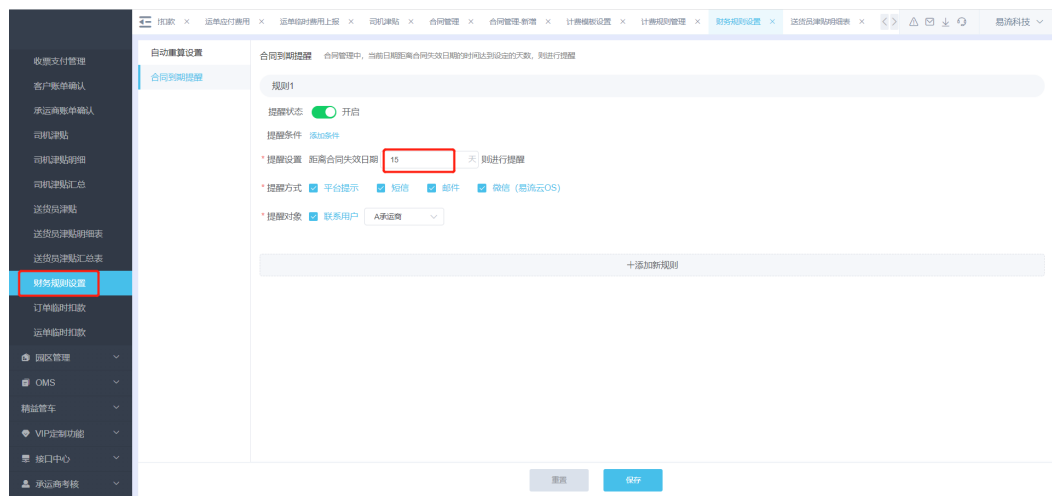 扣款 × 运单应付费用 × 运单临时费用上报 × 司机津贴 × 合同管理 × 合同管理-新增 × 计费模板设置 × 计费规则管理 × 财务规则设置 × 送货员津贴明细表 × 易流科技
收票支付管理
客户账单确认
承运商账单确认
司机津贴
司机津贴明细
司机津贴汇总
送货员津贴
送货员津贴明细表
送货员津贴汇总表
财务规则设置
订单临时扣款
运单临时扣款
园区管理
OMS
精益管车
VIP定制功能
接口中心
承运商考核
自动重算设置
合同到期提醒
合同到期提醒 合同管理中，当前日期距离合同失效日期的时间达到设定的天数，则进行提醒
规则1
提醒状态 开启
提醒条件 添加条件
*提醒设置 距离合同失效日期 15 天 则进行提醒
*提醒方式 平台提示 短信 邮件 微信（易流云OS）
*提醒对象 联系用户 A承运商
+添加新规则
重置 保存